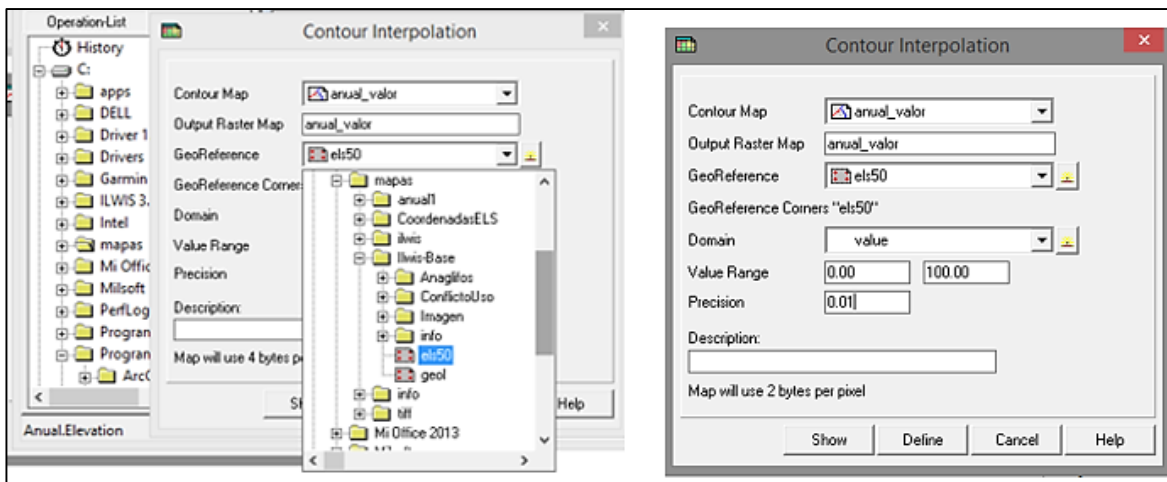 Operation-List
History
C:
apps
DELL
Driver 1
Drivers
Garmin
ILWIS 3.
Intel
mapas
Mi Offic
Milsoft
PerfLog
Program
Program
ArcG
Anual.Elevation
Contour Interpolation
Contour Map
anual_valor
Output Raster Map
anual_valor
GeoReference
els50
GeoReference Corner
Domain
Value Range
Precision
Description:
Map will use 4 bytes p
Help
mapas
anual1
CoordenadasELS
ilwis
Ilwis-Base
Anaglifos
ConflictoUso
Imagen
info
els50
geol
info
tiff
Mi Office 2013
Contour Interpolation
Contour Map
anual_valor
Output Raster Map
anual_valor
GeoReference
els50
GeoReference Corners "els50"
Domain
value
Value Range
0.00
100.00
Precision
0.01
Description:
Map will use 2 bytes per pixel
Show
Define
Cancel
Help